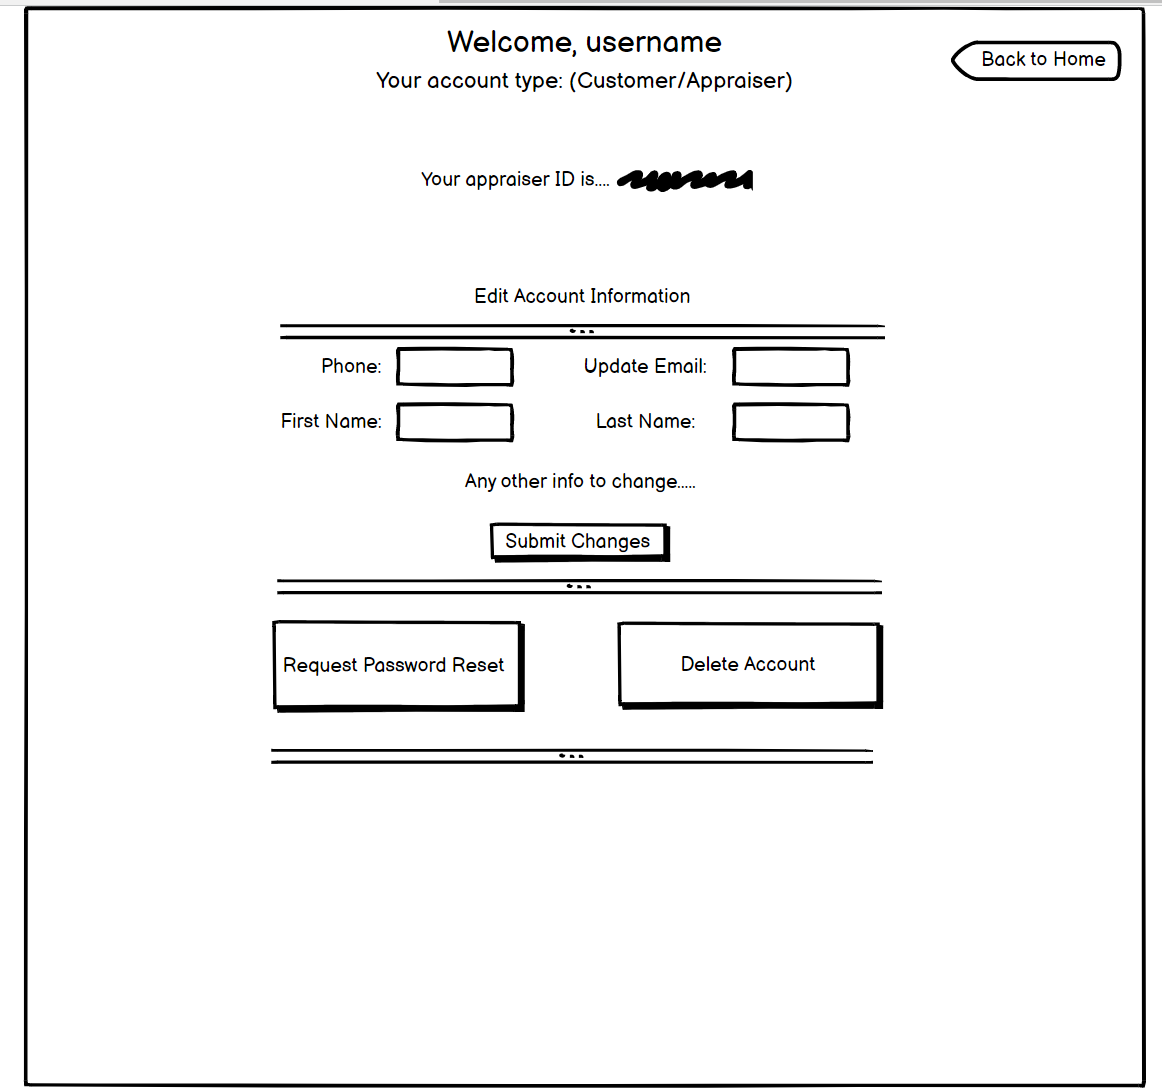 Welcome, username
Back to Home
Your account type: (Customer/Appraiser)
Your appraiser ID is....
Edit Account Information
Phone: Update Email:
First Name: Last Name:
Any other info to change.....
Submit Changes
Request Password Reset Delete Account